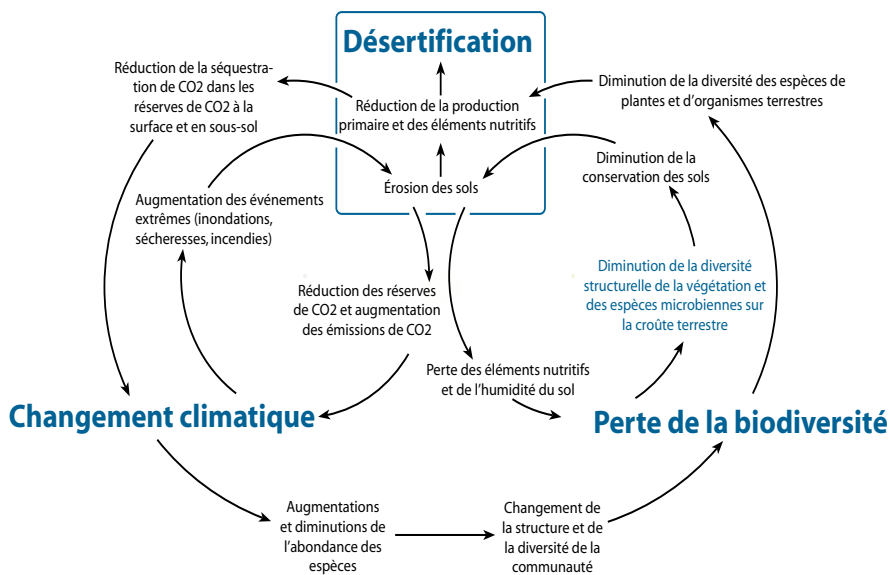 Désertification
Réduction de la séquestra-
tion de CO2 dans les
réserves de CO2 à la
surface et en sous-sol
Réduction de la production
primaire et des éléments nutritifs
Diminution de la diversité des espèces de
plantes et d'organismes terrestres
Augmentation des événements
extrêmes (inondations,
sécheresses, incendies)
Érosion des sols
Diminution de la
conservation des sols
Réduction des réserves
de CO2 et augmentation
des émissions de CO2
Diminution de la diversité
structurelle de la végétation et
des espèces microbiennes sur
la croûte terrestre
Perte des éléments nutritifs
et de l'humidité du sol
Changement climatique
Perte de la biodiversité
Augmentations
et diminutions de
l'abondance des
espèces
Changement de
la structure et de
la diversité de la
communauté